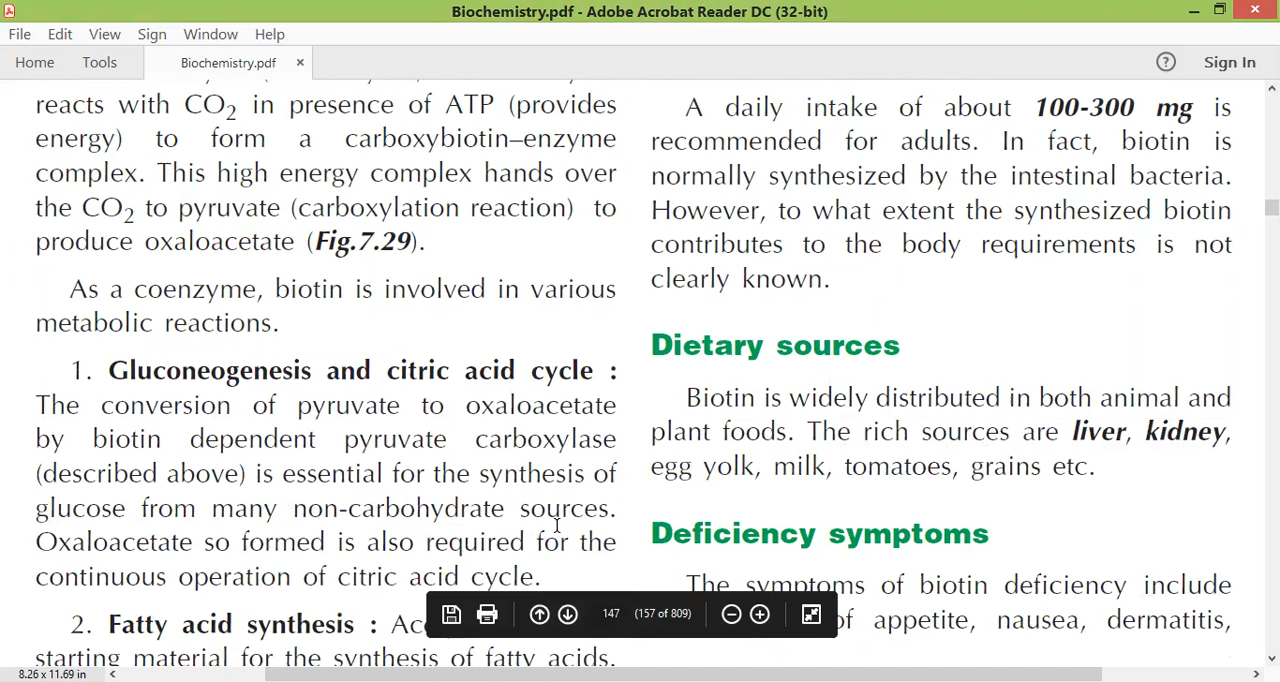 Biochemistry.pdf - Adobe Acrobat Reader DC (32-bit)
File Edit View Sign Window Help
Home Tools Biochemistry.pdf × ? Sign In
reacts with CO2 in presence of ATP (provides
energy) to form a carboxybiotin–enzyme
complex. This high energy complex hands over
the CO2 to pyruvate (carboxylation reaction) to
produce oxaloacetate (Fig.7.29).
As a coenzyme, biotin is involved in various
metabolic reactions.
1. Gluconeogenesis and citric acid cycle :
The conversion of pyruvate to oxaloacetate
by biotin dependent pyruvate carboxylase
(described above) is essential for the synthesis of
glucose from many non-carbohydrate sources.
Oxaloacetate so formed is also required for the
continuous operation of citric acid cycle.
2. Fatty acid synthesis :
starting material for the synthesis of fatty acids.
A daily intake of about 100-300 mg is
recommended for adults. In fact, biotin is
normally synthesized by the intestinal bacteria.
However, to what extent the synthesized biotin
contributes to the body requirements is not
clearly known.
Dietary sources
Biotin is widely distributed in both animal and
plant foods. The rich sources are liver, kidney,
egg yolk, milk, tomatoes, grains etc.
Deficiency symptoms
The symptoms of biotin deficiency include
of appetite, nausea, dermatitis,
147 (157 of 809)
8.26 x 11.69 in